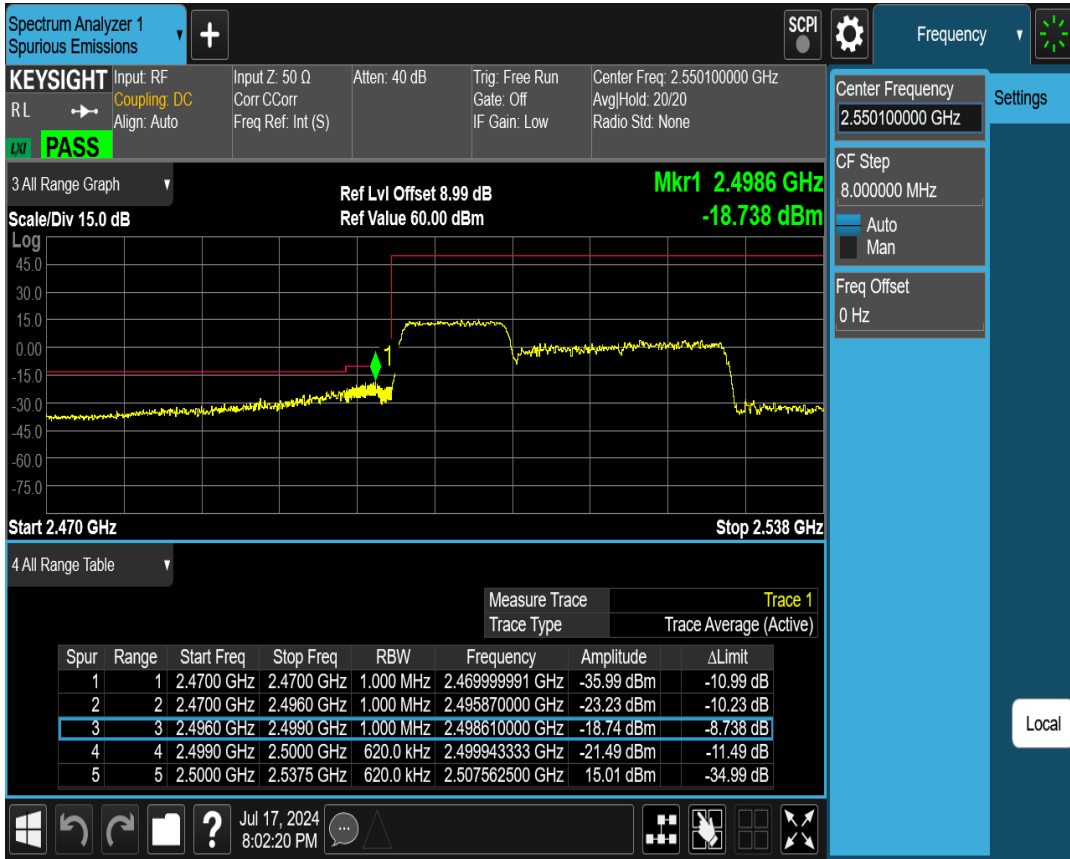 Spectrum Analyzer 1
Spurious Emissions
+
SCPI
Frequency
KEYSIGHT
RL
LXI
PASS
Input: RF
Coupling: DC
Align: Auto
Input Z: 50 Ω
Corr CCorr
Freq Ref: Int (S)
Atten: 40 dB
Trig: Free Run
Gate: Off
IF Gain: Low
Center Freq: 2.550100000 GHz
Avg|Hold: 20/20
Radio Std: None
Center Frequency
2.550100000 GHz
Settings
CF Step
8.000000 MHz
Auto
Man
Freq Offset
0 Hz
3 All Range Graph
Scale/Div 15.0 dB
Ref Lvl Offset 8.99 dB
Ref Value 60.00 dBm
Mkr1 2.4986 GHz
-18.738 dBm
Log
45.0
30.0
15.0
0.00
-15.0
-30.0
-45.0
-60.0
-75.0
1
Start 2.470 GHz
Stop 2.538 GHz
4 All Range Table
Measure Trace Trace 1
Trace Type Trace Average (Active)
Spur Range Start Freq Stop Freq RBW Frequency Amplitude ΔLimit
1 1 2.4700 GHz 2.4700 GHz 1.000 MHz 2.469999991 GHz -35.99 dBm -10.99 dB
2 2 2.4700 GHz 2.4960 GHz 1.000 MHz 2.495870000 GHz -23.23 dBm -10.23 dB
3 3 2.4960 GHz 2.4990 GHz 1.000 MHz 2.498610000 GHz -18.74 dBm -8.738 dB
4 4 2.4990 GHz 2.5000 GHz 620.0 kHz 2.499943333 GHz -21.49 dBm -11.49 dB
5 5 2.5000 GHz 2.5375 GHz 620.0 kHz 2.507562500 GHz 15.01 dBm -34.99 dB
Local
?
Jul 17, 2024
8:02:20 PM